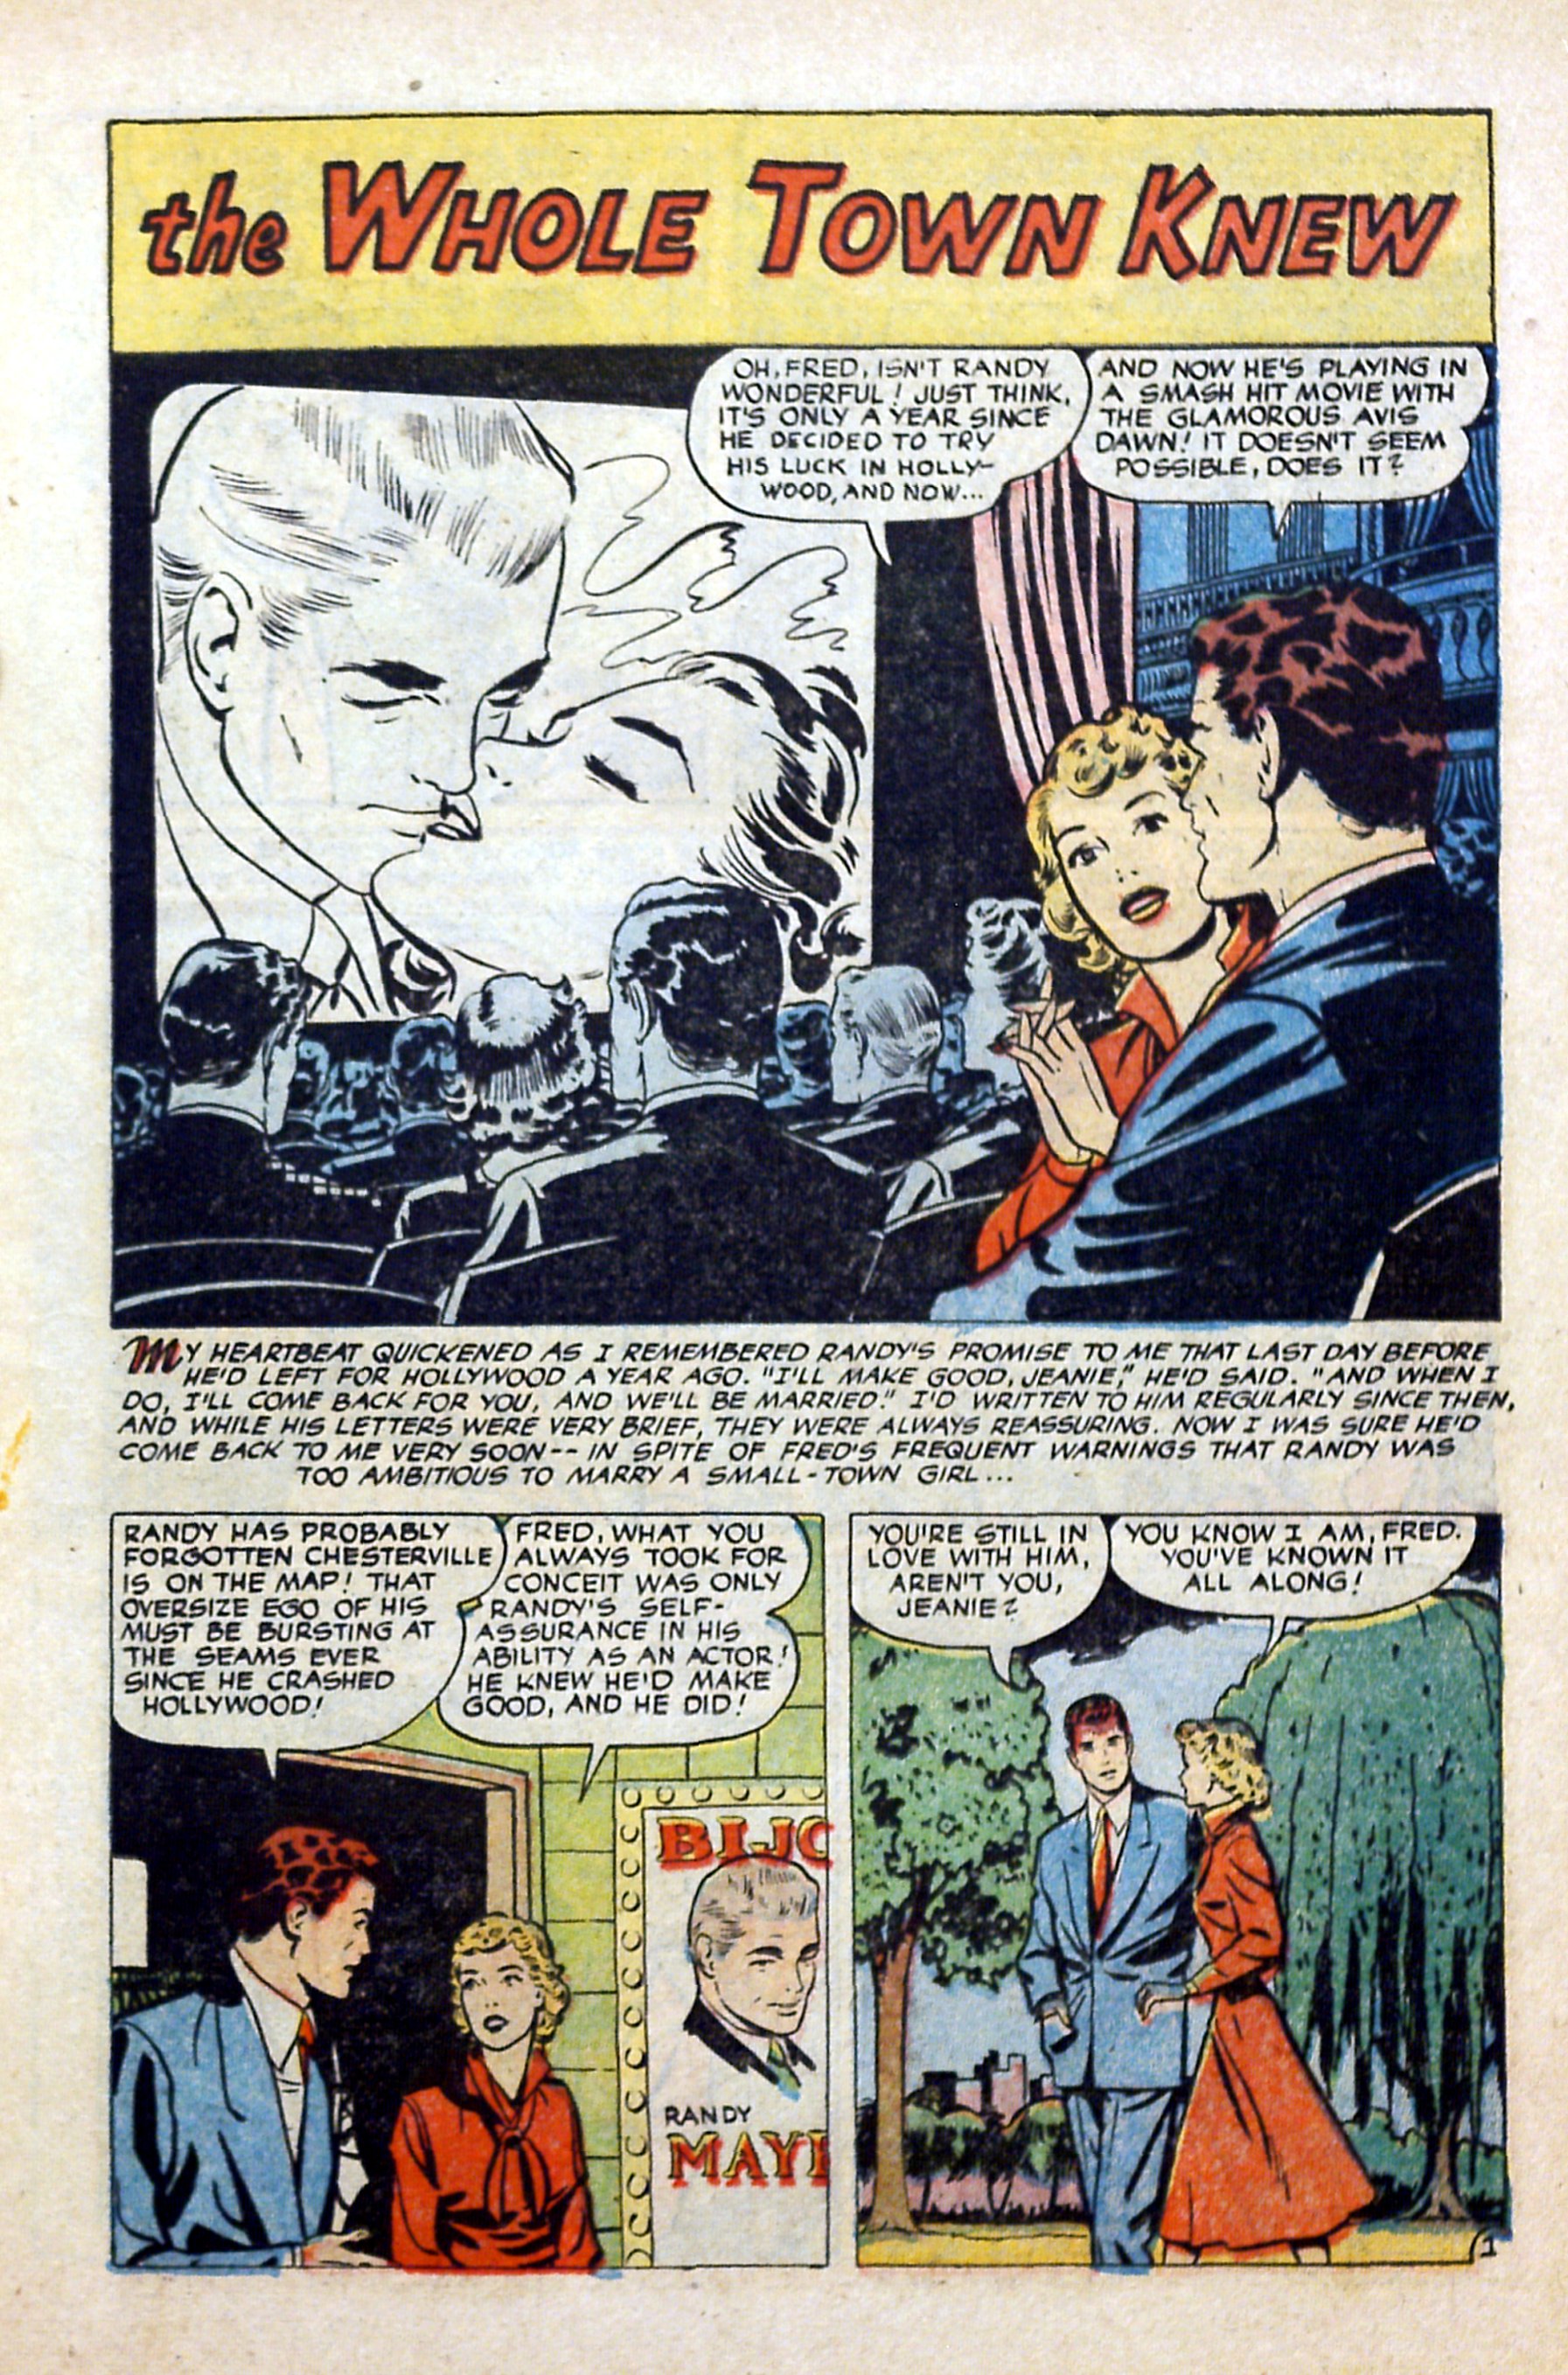 the WHOLE TOWN KNEW
OH, FRED, ISN'T RANDY
WONDERFUL! JUST THINK,
IT'S ONLY A YEAR SINCE
HE DECIDED TO TRY
HIS LUCK IN HOLLY-
WOOD, AND NOW...
AND NOW HE'S PLAYING IN
A SMASH HIT MOVIE WITH
THE GLAMOROUS AVIS
DAWN! IT DOESN'T SEEM
POSSIBLE, DOES IT?
MY HEARTBEAT QUICKENED AS I REMEMBERED RANDY'S PROMISE TO ME THAT LAST DAY BEFORE
HE'D LEFT FOR HOLLYWOOD A YEAR AGO. "I'LL MAKE GOOD, JEANIE," HE'D SAID. "AND WHEN I
DO, I'LL COME BACK FOR YOU, AND WE'LL BE MARRIED." I'D WRITTEN TO HIM REGULARLY SINCE THEN,
AND WHILE HIS LETTERS WERE VERY BRIEF, THEY WERE ALWAYS REASSURING. NOW I WAS SURE HE'D
COME BACK TO ME VERY SOON-- IN SPITE OF FRED'S FREQUENT WARNINGS THAT RANDY WAS
TOO AMBITIOUS TO MARRY A SMALL-TOWN GIRL...
RANDY HAS PROBABLY
FORGOTTEN CHESTERVILLE
IS ON THE MAP! THAT
OVERSIZE EGO OF HIS
MUST BE BURSTING AT
THE SEAMS EVER
SINCE HE CRASHED
HOLLYWOOD!
FRED, WHAT YOU
ALWAYS TOOK FOR
CONCEIT WAS ONLY
RANDY'S SELF-
ASSURANCE IN HIS
ABILITY AS AN ACTOR!
HE KNEW HE'D MAKE
GOOD, AND HE DID!
BIJO
RANDY
MAY
YOU'RE STILL IN
LOVE WITH HIM,
AREN'T YOU,
JEANIE?
YOU KNOW I AM, FRED.
YOU'VE KNOWN IT
ALL ALONG!
1